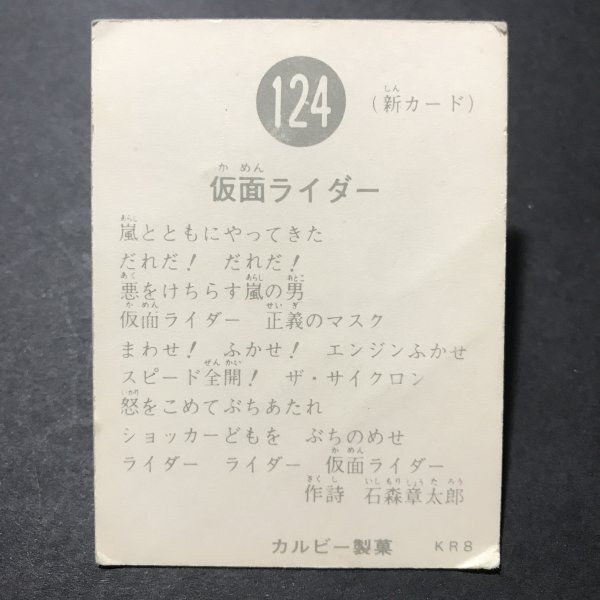 124
(新カード)
仮面ライダー
嵐とともにやってきた
だれだ! だれだ!
悪をけちらす嵐の男
仮面ライダー 正義のマスク
まわせ! ふかせ! エンジンふかせ
スピード全開! ザ・サイクロン
怒をこめてぶちあたれ
ショッカーどもを ぶちのめせ
ライダー ライダー 仮面ライダー
作詩 石森章太郎
カルビー製菓 KR8